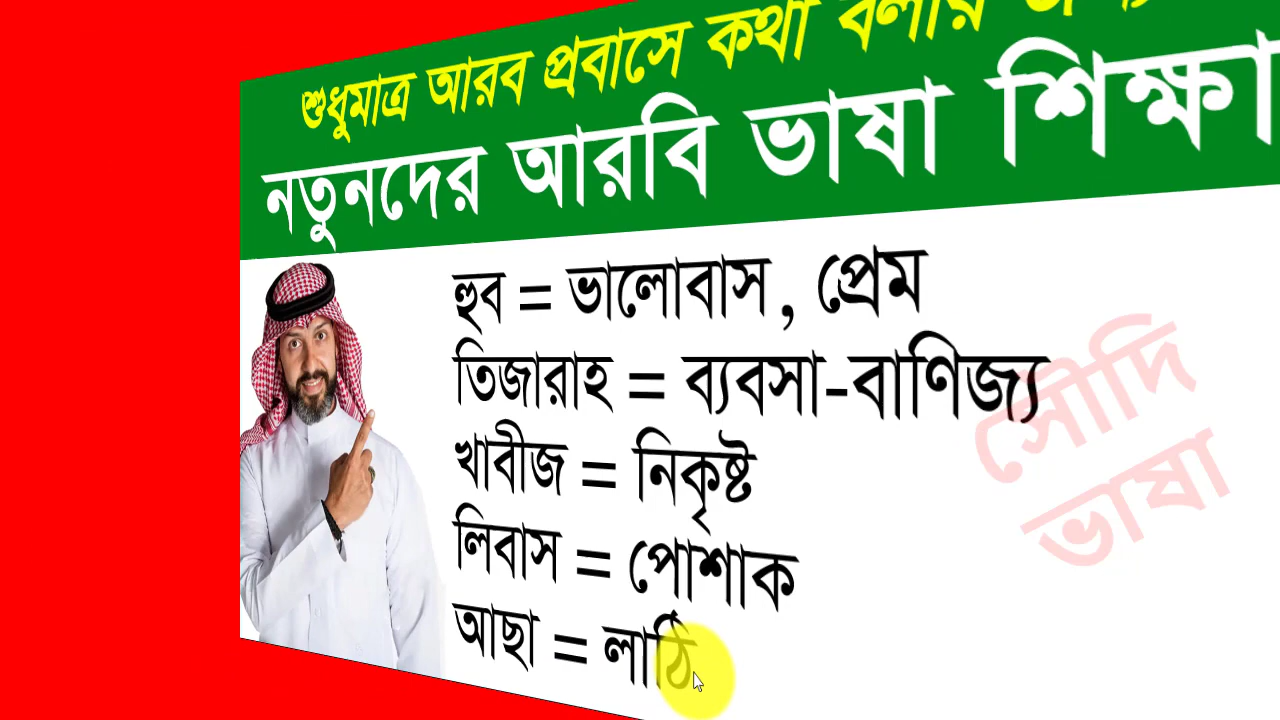 শুধুমাত্র আরব প্রবাসে কথা বলার
নতুনদের আরবি ভাষা শিক্ষা
হুব = ভালোবাস, প্রেম
তিজারাহ = ব্যবসা-বাণিজ্য
খাবীজ = নিকৃষ্ট
লিবাস = পোশাক
আছা = লাঠি
সৌদি
ভাষা